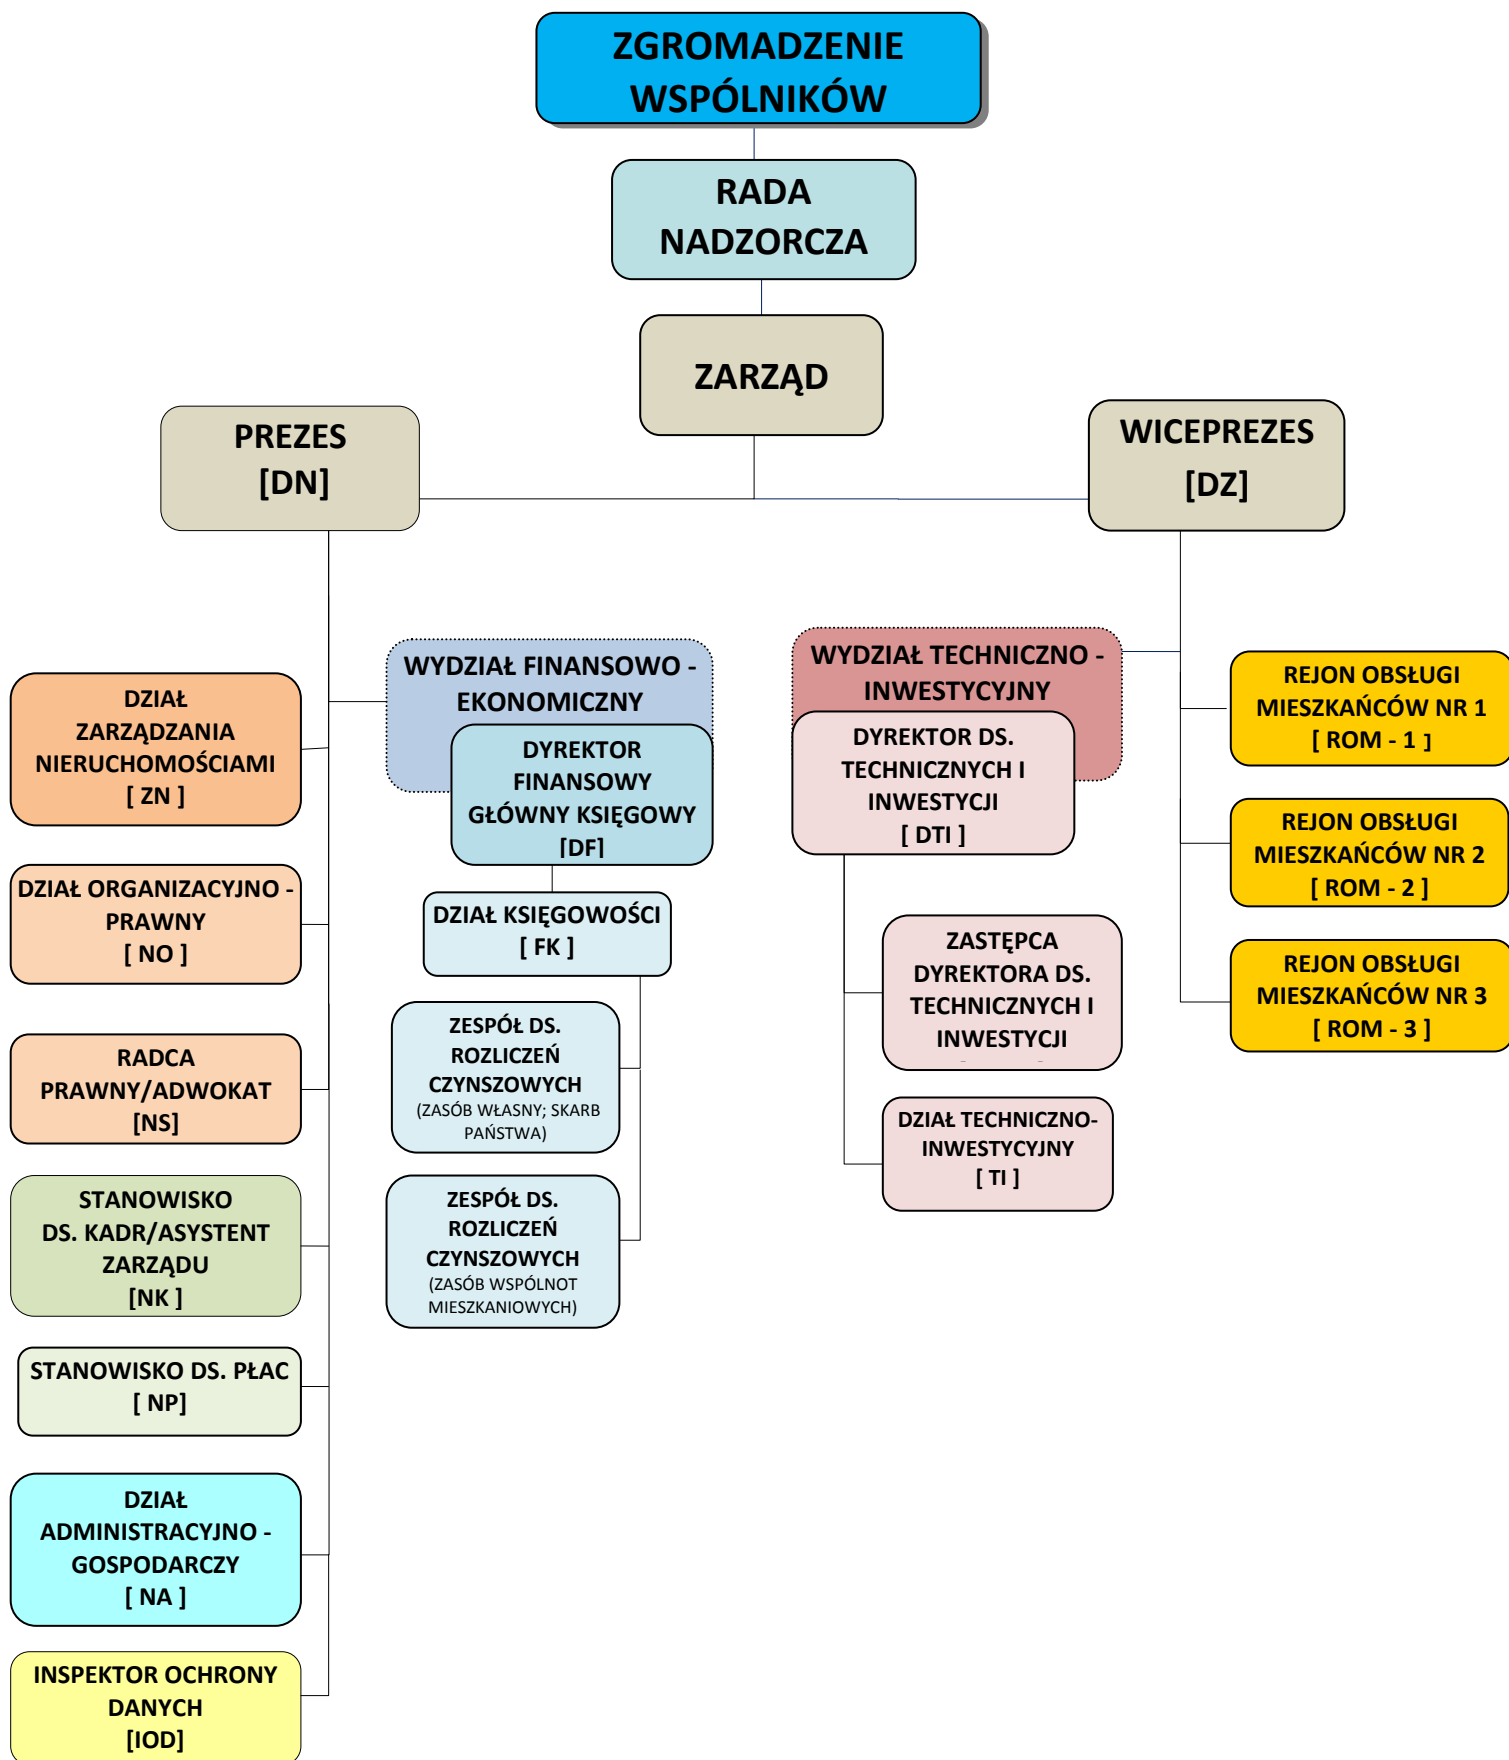 ZGROMADZENIE
WSPÓLNIKÓW
RADA
NADZORCZA
ZARZĄD
PREZES
[DN]
WICEPREZES
[DZ]
DZIAŁ
ZARZĄDZANIA
NIERUCHOMOŚCIAMI
[ ZN ]
DZIAŁ ORGANIZACYJNO -
PRAWNY
[ NO ]
RADCA
PRAWNY/ADWOKAT
[NS]
STANOWISKO
DS. KADR/ASYSTENT
ZARZĄDU
[NK ]
STANOWISKO DS. PŁAC
[ NP]
DZIAŁ
ADMINISTRACYJNO -
GOSPODARCZY
[ NA ]
INSPEKTOR OCHRONY
DANYCH
[IOD]
WYDZIAŁ FINANSOWO -
EKONOMICZNY
DYREKTOR
FINANSOWY
GŁÓWNY KSIĘGOWY
[DF]
DZIAŁ KSIĘGOWOŚCI
[ FK ]
ZESPÓŁ DS.
ROZLICZEŃ
CZYNSZOWYCH
(ZASÓB WŁASNY; SKARB
PAŃSTWA)
ZESPÓŁ DS.
ROZLICZEŃ
CZYNSZOWYCH
(ZASÓB WSPÓLNOT
MIESZKANIOWYCH)
WYDZIAŁ TECHNICZNO -
INWESTYCYJNY
DYREKTOR DS.
TECHNICZNYCH I
INWESTYCJI
[ DTI ]
ZASTĘPCA
DYREKTORA DS.
TECHNICZNYCH I
INWESTYCJI
DZIAŁ TECHNICZNO-
INWESTYCYJNY
[ TI ]
REJON OBSŁUGI
MIESZKAŃCÓW NR 1
[ ROM - 1 ]
REJON OBSŁUGI
MIESZKAŃCÓW NR 2
[ ROM - 2 ]
REJON OBSŁUGI
MIESZKAŃCÓW NR 3
[ ROM - 3 ]